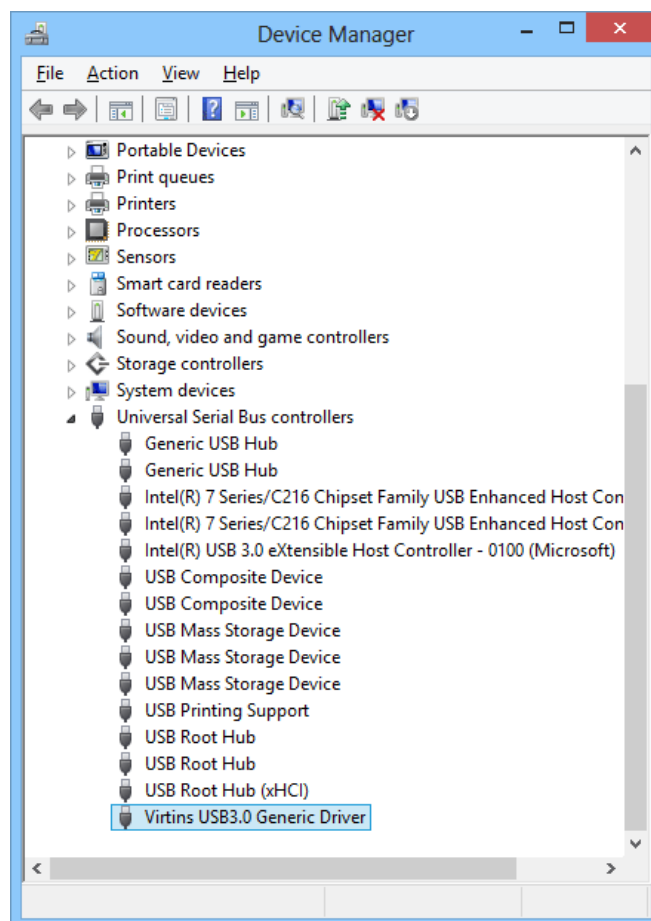 Device Manager
File Action View Help
Portable Devices
Print queues
Printers
Processors
Sensors
Smart card readers
Software devices
Sound, video and game controllers
Storage controllers
System devices
Universal Serial Bus controllers
Generic USB Hub
Generic USB Hub
Intel(R) 7 Series/C216 Chipset Family USB Enhanced Host Con
Intel(R) 7 Series/C216 Chipset Family USB Enhanced Host Con
Intel(R) USB 3.0 eXtensible Host Controller - 0100 (Microsoft)
USB Composite Device
USB Composite Device
USB Mass Storage Device
USB Mass Storage Device
USB Mass Storage Device
USB Printing Support
USB Root Hub
USB Root Hub
USB Root Hub (xHCI)
Virtins USB3.0 Generic Driver